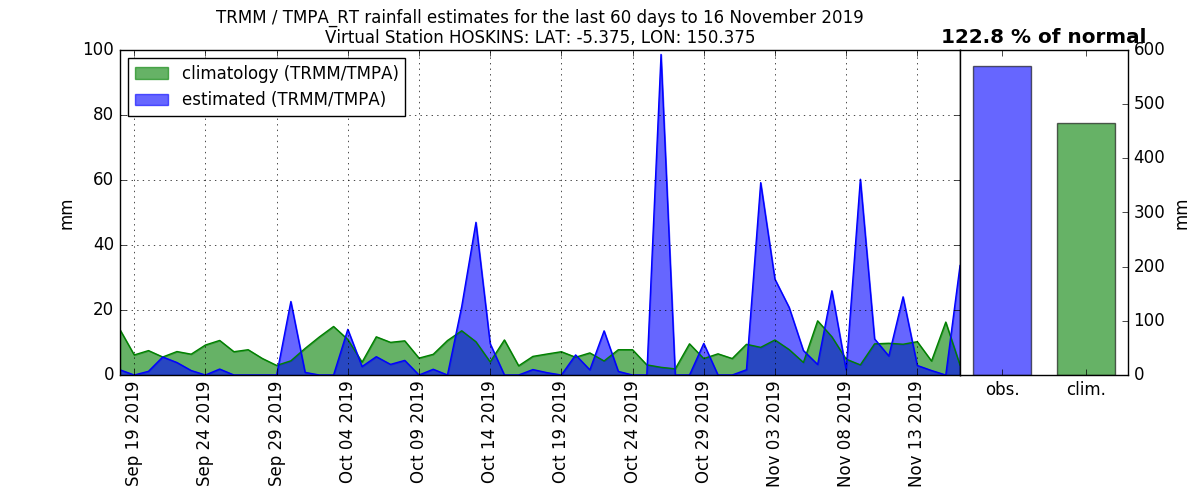 TRMM / TMPA_RT rainfall estimates for the last 60 days to 16 November 2019
Virtual Station HOSKINS: LAT: -5.375, LON: 150.375
122.8 % of normal
climatology (TRMM/TMPA)
estimated (TRMM/TMPA)
100
80
60
40
20
0
mm
600
500
400
300
200
100
0
mm
obs.
clim.
Sep 19 2019
Sep 24 2019
Sep 29 2019
Oct 04 2019
Oct 09 2019
Oct 14 2019
Oct 19 2019
Oct 24 2019
Oct 29 2019
Nov 03 2019
Nov 08 2019
Nov 13 2019